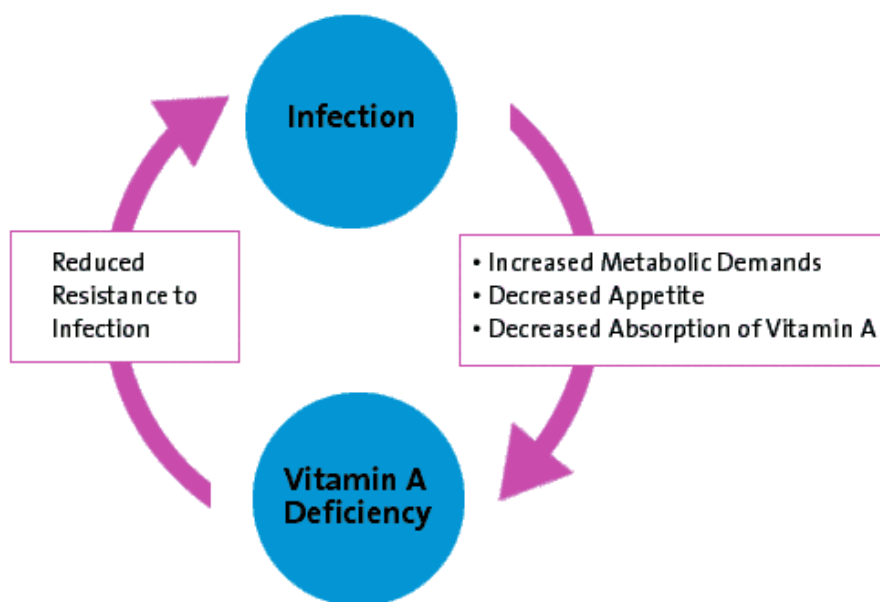 Infection
Reduced
Resistance to
Infection
• Increased Metabolic Demands
• Decreased Appetite
• Decreased Absorption of Vitamin A
Vitamin A
Deficiency